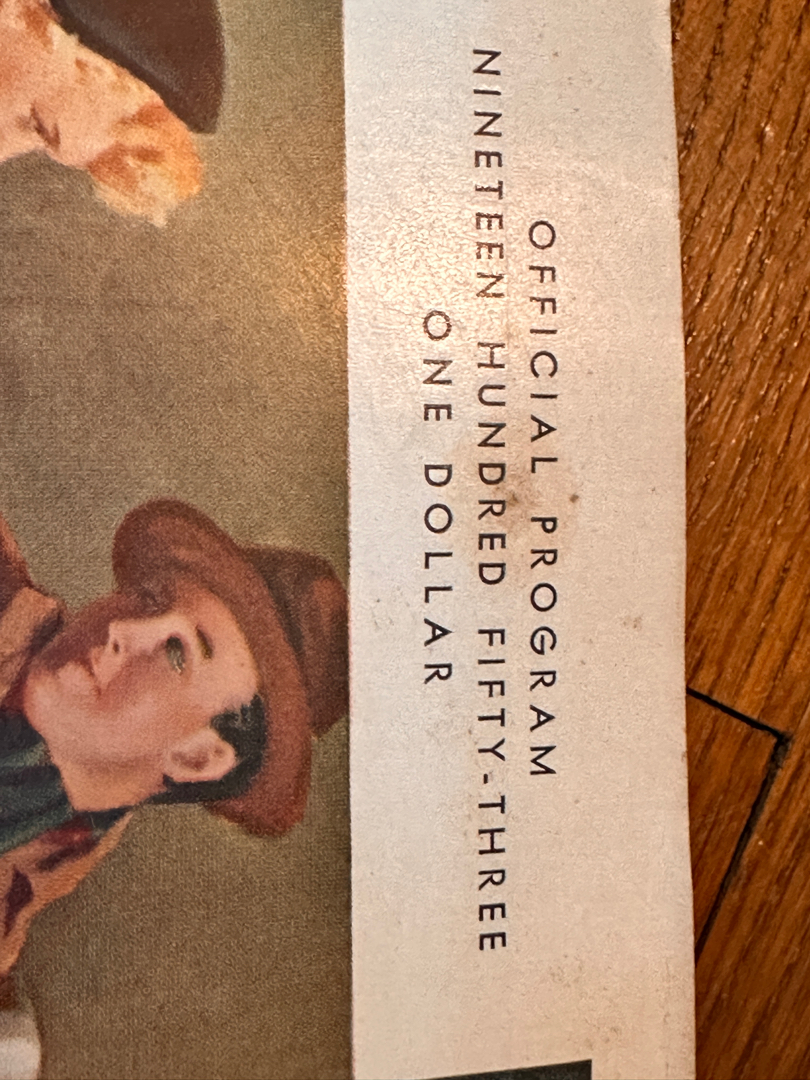 OFFICIAL PROGRAM
NINETEEN HUNDRED FIFTY-THREE
ONE DOLLAR